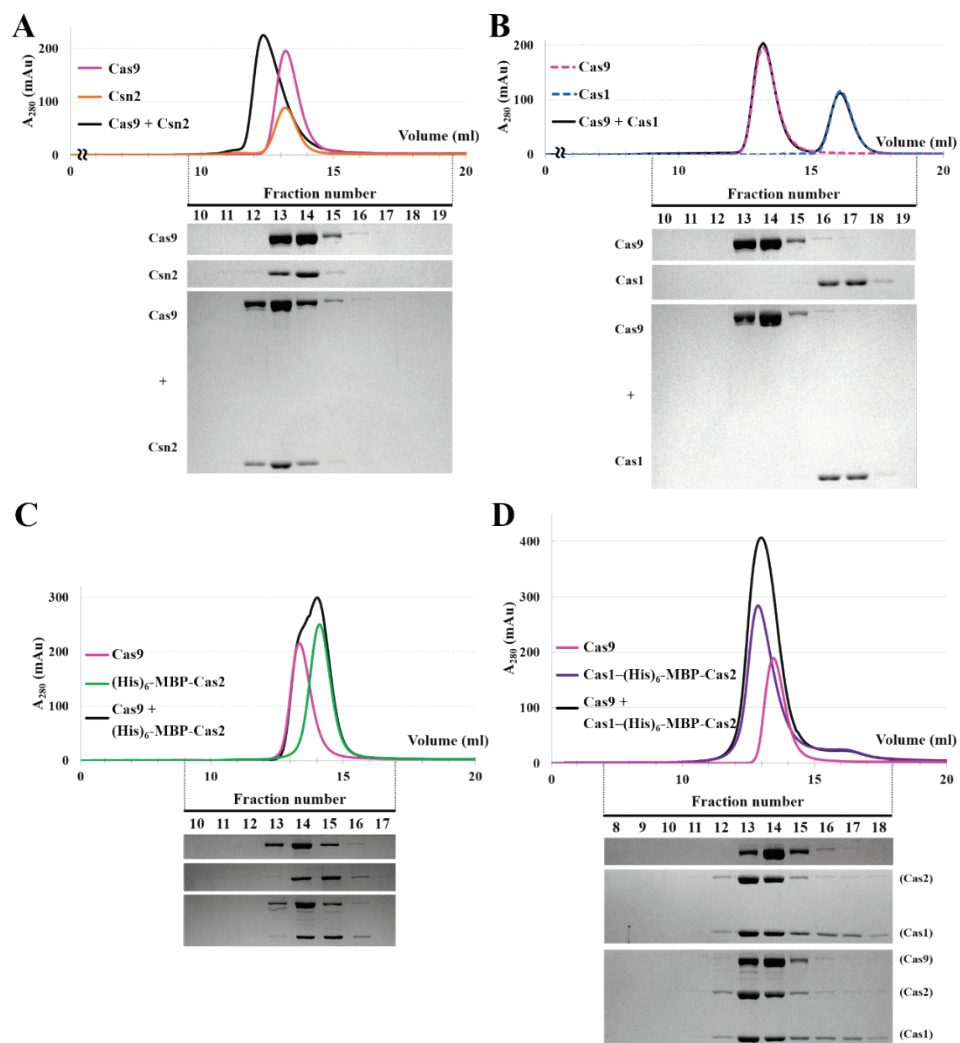 A
200
100
0
A280 (mAu)
Cas9
Csn2
Cas9 + Csn2
Volume (ml)
0 10 15 20
Fraction number
10 11 12 13 14 15 16 17 18 19
Cas9
Csn2
Cas9
+
Csn2
B
200
100
0
A280 (mAu)
Cas9
Cas1
Cas9 + Cas1
Volume (ml)
0 10 15 20
Fraction number
10 11 12 13 14 15 16 17 18 19
Cas9
Cas1
Cas9
+
Cas1
C
300
200
100
0
A280 (mAu)
Cas9
(His)6-MBP-Cas2
Cas9 +
(His)6-MBP-Cas2
Volume (ml)
0 10 15 20
Fraction number
10 11 12 13 14 15 16 17
D
400
300
200
100
0
A280 (mAu)
Cas9
Cas1–(His)6-MBP-Cas2
Cas9 +
Cas1–(His)6-MBP-Cas2
Volume (ml)
0 10 15 20
Fraction number
8 9 10 11 12 13 14 15 16 17 18
(Cas2)
(Cas1)
(Cas9)
(Cas2)
(Cas1)